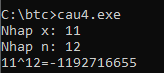 C:\btc>cau4.exe
Nhap x: 11
Nhap n: 12
11^12=-1192716655